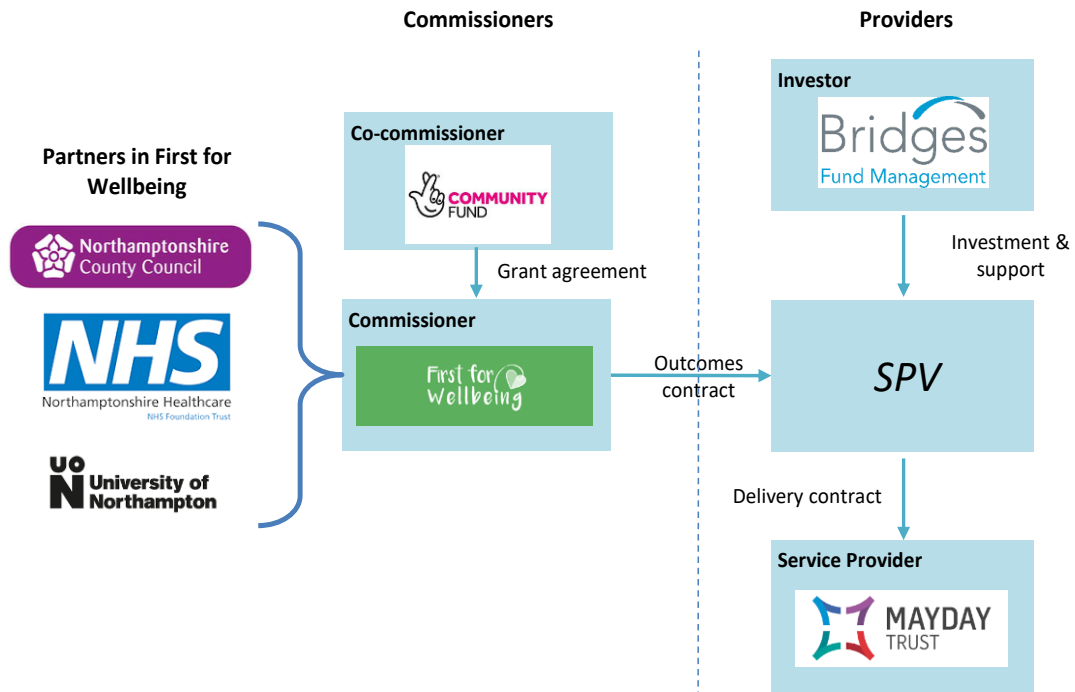 Commissioners
Providers
Partners in First for
Wellbeing
Northamptonshire
County Council
NHS
Northamptonshire Healthcare
NHS Foundation Trust
UO
N University of
Northampton
Co-commissioner
COMMUNITY
FUND
Grant agreement
Commissioner
First for
Wellbeing
Outcomes
contract
Investor
Bridges
Fund Management
Investment &
support
SPV
Delivery contract
Service Provider
MAYDAY
TRUST